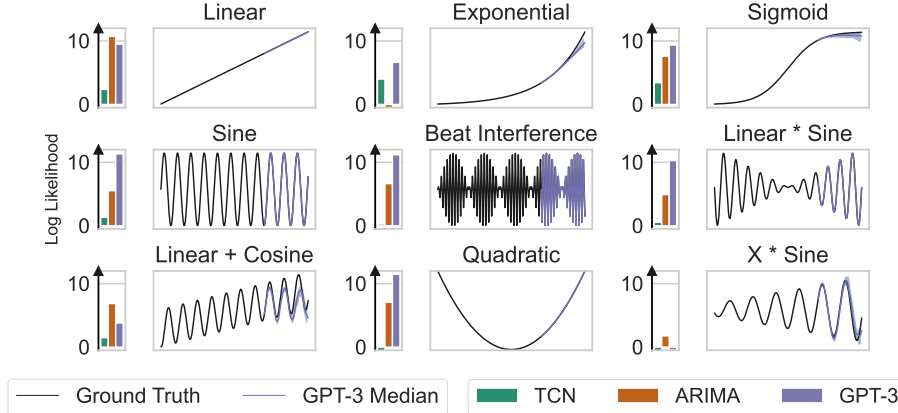 Linear
Exponential
Sigmoid
10
0
10
0
10
0
Log Likelihood
Sine
Beat Interference
Linear * Sine
10
0
10
0
10
0
Linear + Cosine
Quadratic
X * Sine
10
0
10
0
10
0
Ground Truth
GPT-3 Median
TCN
ARIMA
GPT-3